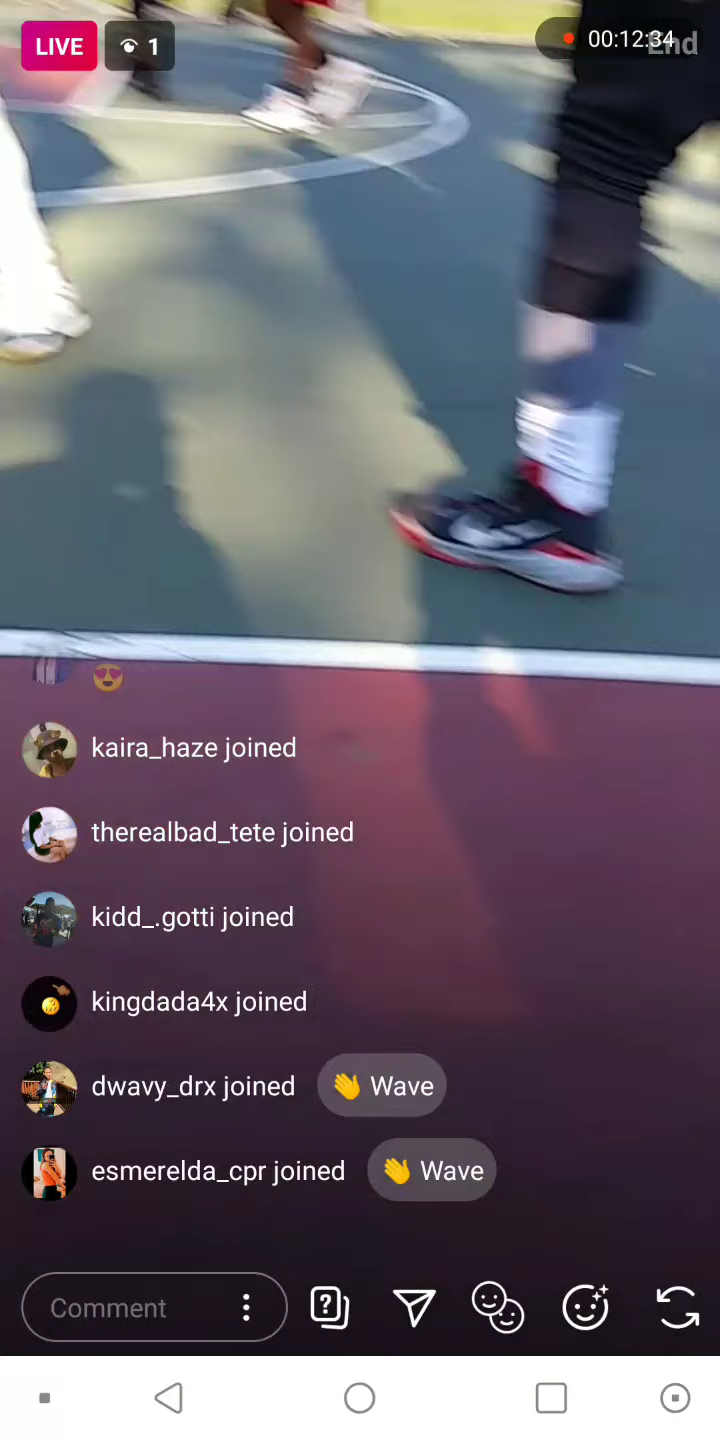 LIVE 1 00:12:34 End
😍
kaira_haze joined
therealbad_tete joined
kidd_.gotti joined
kingdada4x joined
dwavy_drx joined 👋 Wave
esmerelda_cpr joined 👋 Wave
Comment